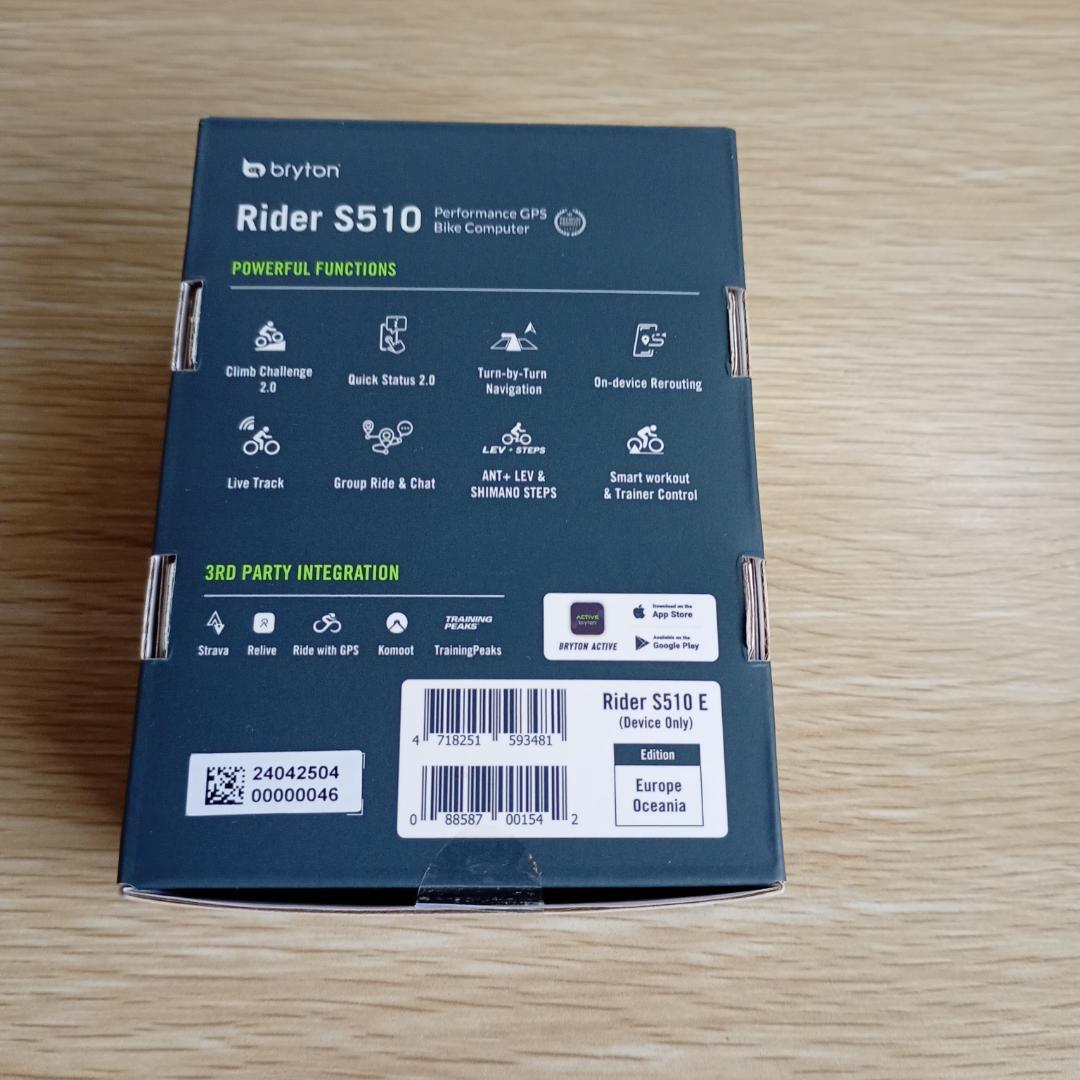 bryton
Rider S510
Performance GPS
Bike Computer
POWERFUL FUNCTIONS
Climb Challenge
2.0
Quick Status 2.0
Turn-by-Turn
Navigation
On-device Rerouting
Live Track
Group Ride & Chat
LEV • STEPS
ANT+ LEV &
SHIMANO STEPS
Smart workout
& Trainer Control
3RD PARTY INTEGRATION
Strava
Relive
Ride with GPS
Komoot
TRAINING
PEAKS
TrainingPeaks
ACTIVE
bryton
BRYTON ACTIVE
Download on the
App Store
Available on the
Google Play
4 718251 593481
0 88587 00154 2
Rider S510 E
(Device Only)
Edition
Europe
Oceania
24042504
00000046